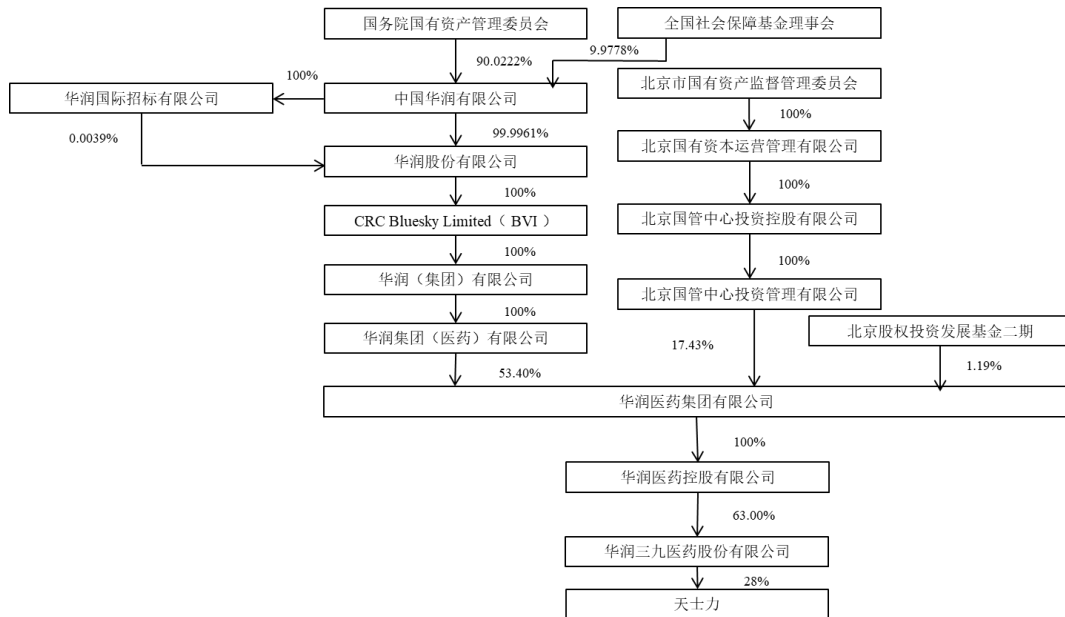 国务院国有资产管理委员会
全国社会保障基金理事会
9.9778%
90.0222%
北京市国有资产监督管理委员会
100%
华润国际招标有限公司
中国华润有限公司
100%
0.0039%
99.9961%
北京国有资本运营管理有限公司
华润股份有限公司
100%
100%
CRC Bluesky Limited（ BVI ）
北京国管中心投资控股有限公司
100%
100%
华润（集团）有限公司
北京国管中心投资管理有限公司
100%
华润集团（医药）有限公司
北京股权投资发展基金二期
17.43%
53.40%
1.19%
华润医药集团有限公司
100%
华润医药控股有限公司
63.00%
华润三九医药股份有限公司
28%
天士力